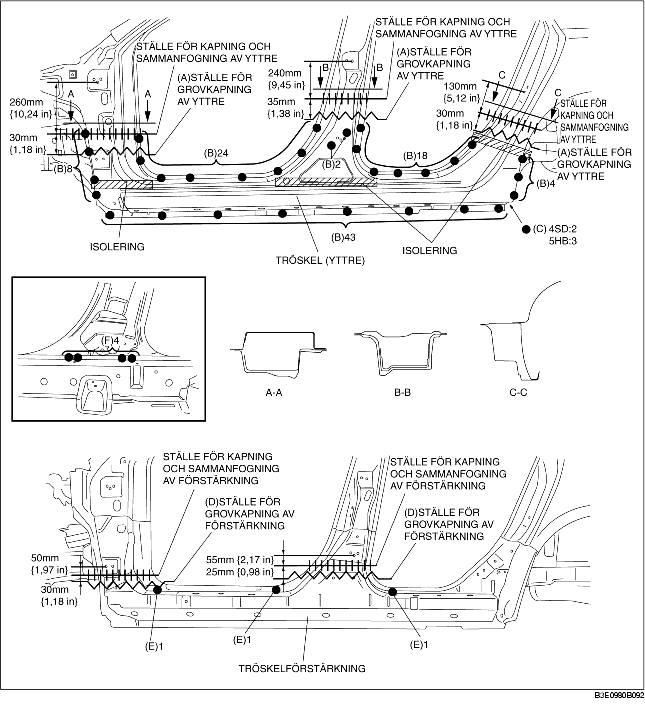 STÄLLE FÖR KAPNING OCH
SAMMANFOGNING AV YTTRE
(A)STÄLLE FÖR
GROVKAPNING
AV YTTRE
STÄLLE FÖR KAPNING OCH
SAMMANFOGNING AV YTTRE
(A)STÄLLE FÖR
GROVKAPNING
AV YTTRE
240mm
{9,45 in}
35mm
{1,38 in}
B
B
260mm
{10,24 in}
30mm
{1,18 in}
A
A
130mm
{5,12 in}
30mm
{1,18 in}
C
C
STÄLLE FÖR
KAPNING OCH
SAMMANFOGNING
AV YTTRE
(A)STÄLLE FÖR
GROVKAPNING
AV YTTRE
(B)8
(B)24
(B)2
(B)18
(B)4
(B)43
(C) 4SD:2
5HB:3
ISOLERING
TRÖSKEL (YTTRE)
ISOLERING
(F)4
A-A
B-B
C-C
STÄLLE FÖR KAPNING
OCH SAMMANFOGNING
AV FÖRSTÄRKNING
(D)STÄLLE FÖR
GROVKAPNING AV
FÖRSTÄRKNING
STÄLLE FÖR KAPNING
OCH SAMMANFOGNING
AV FÖRSTÄRKNING
(D)STÄLLE FÖR
GROVKAPNING AV
FÖRSTÄRKNING
50mm
{1,97 in}
30mm
{1,18 in}
55mm {2,17 in}
25mm {0,98 in}
(E)1
(E)1
(E)1
TRÖSKELFÖRSTÄRKNING
B3E0980B092